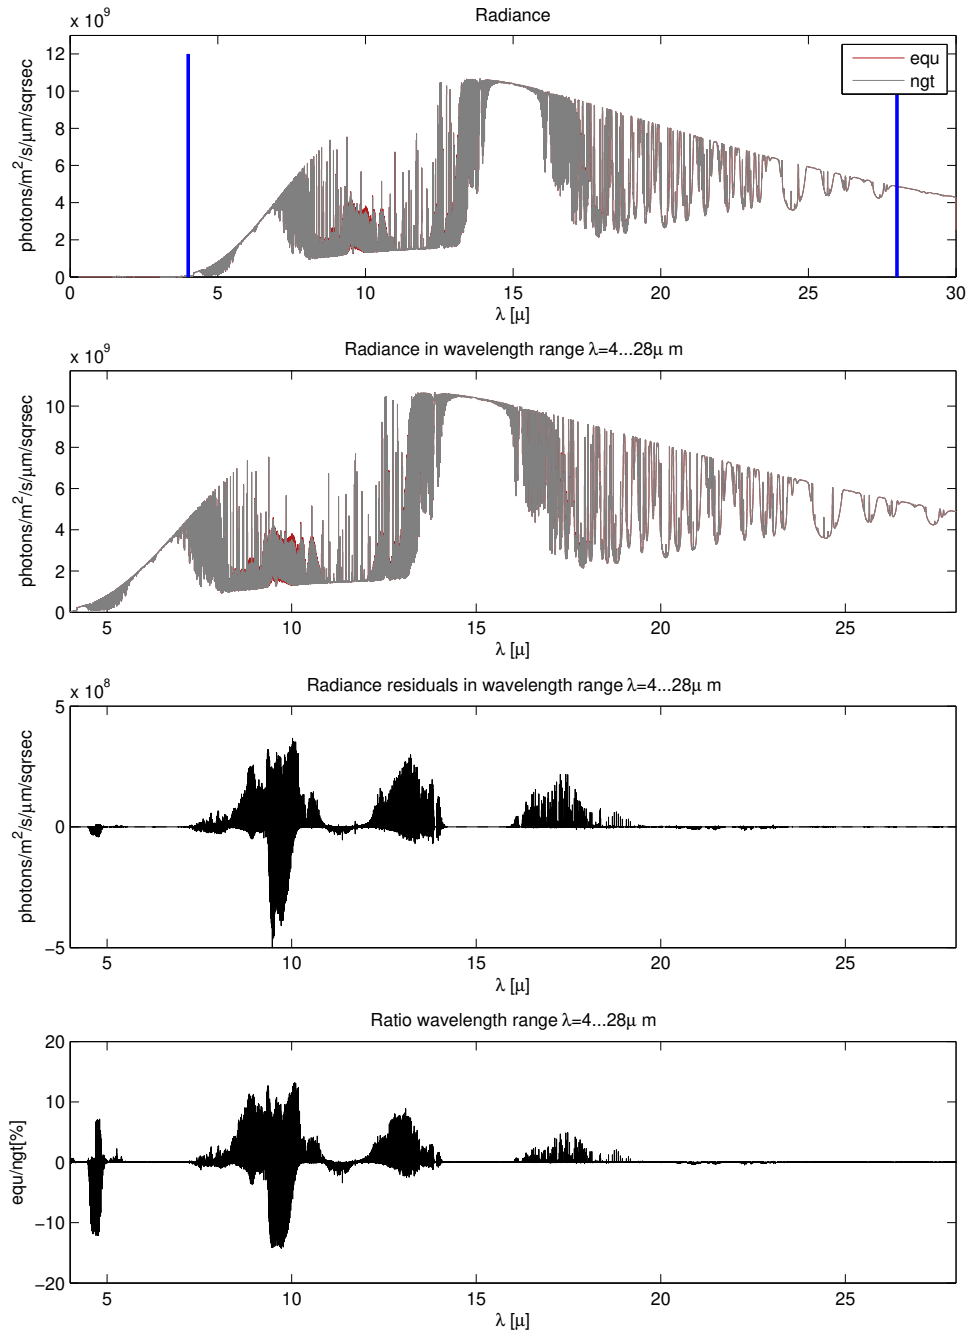 Radiance
x 10^9
photons/m^2/s/μm/sqrsec
12
10
8
6
4
2
0
0 5 10 15 20 25 30
λ [μ]
equ
ngt
Radiance in wavelength range λ=4...28μ m
x 10^9
photons/m^2/s/μm/sqrsec
10
8
6
4
2
0
5 10 15 20 25
λ [μ]
Radiance residuals in wavelength range λ=4...28μ m
x 10^8
photons/m^2/s/μm/sqrsec
5
0
−5
5 10 15 20 25
λ [μ]
Ratio wavelength range λ=4...28μ m
equ/ngt[%]
20
10
0
−10
−20
5 10 15 20 25
λ [μ]